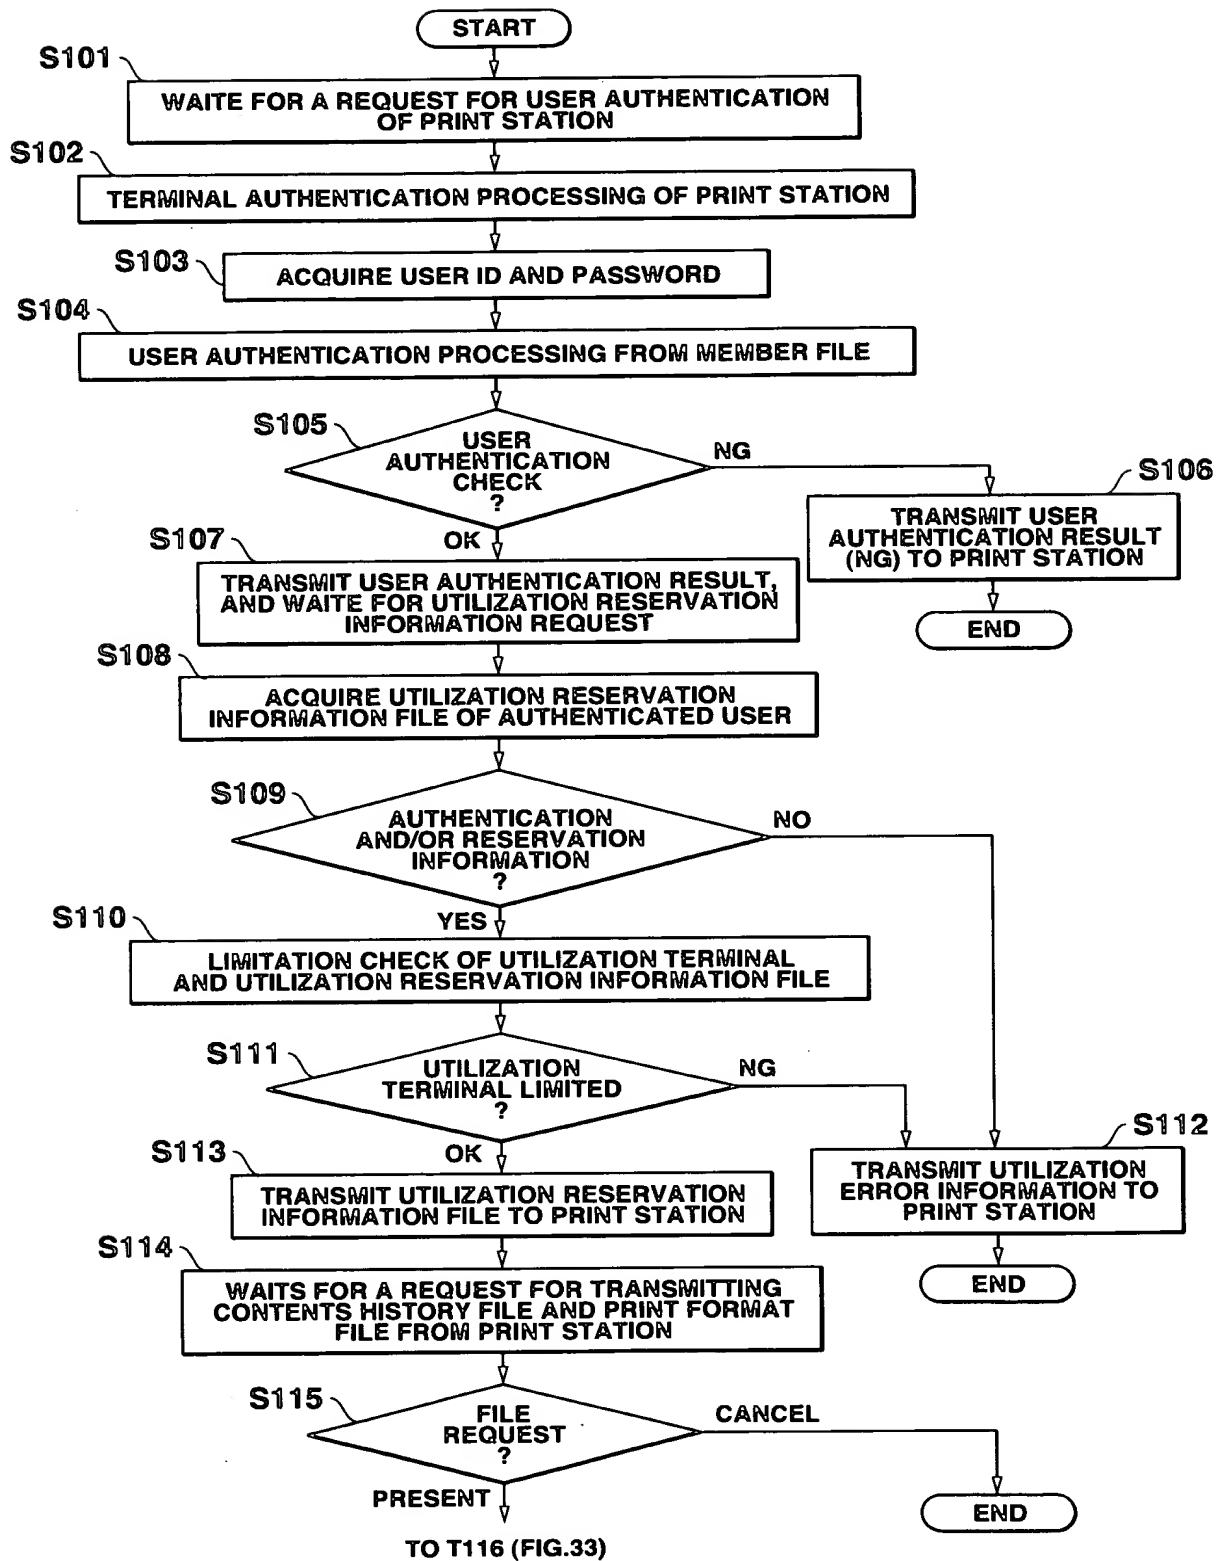 START
S101
WAITE FOR A REQUEST FOR USER AUTHENTICATION
OF PRINT STATION
S102
TERMINAL AUTHENTICATION PROCESSING OF PRINT STATION
S103
ACQUIRE USER ID AND PASSWORD
S104
USER AUTHENTICATION PROCESSING FROM MEMBER FILE
S105
USER
AUTHENTICATION
CHECK
?
NG
S106
TRANSMIT USER
AUTHENTICATION RESULT
(NG) TO PRINT STATION
END
OK
S107
TRANSMIT USER AUTHENTICATION RESULT,
AND WAITE FOR UTILIZATION RESERVATION
INFORMATION REQUEST
S108
ACQUIRE UTILIZATION RESERVATION
INFORMATION FILE OF AUTHENTICATED USER
S109
AUTHENTICATION
AND/OR RESERVATION
INFORMATION
?
NO
YES
S110
LIMITATION CHECK OF UTILIZATION TERMINAL
AND UTILIZATION RESERVATION INFORMATION FILE
S111
UTILIZATION
TERMINAL LIMITED
?
NG
S112
TRANSMIT UTILIZATION
ERROR INFORMATION TO
PRINT STATION
END
OK
S113
TRANSMIT UTILIZATION RESERVATION
INFORMATION FILE TO PRINT STATION
S114
WAITS FOR A REQUEST FOR TRANSMITTING
CONTENTS HISTORY FILE AND PRINT FORMAT
FILE FROM PRINT STATION
S115
FILE
REQUEST
?
CANCEL
END
PRESENT
TO T116 (FIG.33)